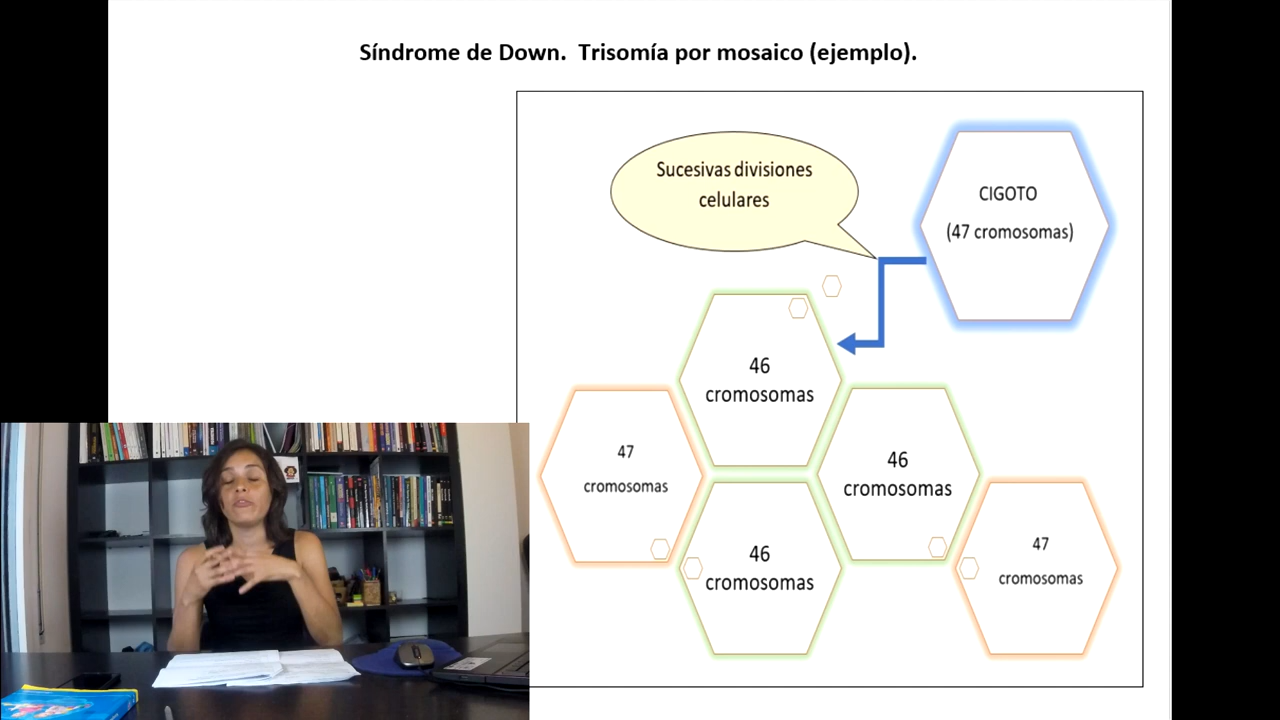 Síndrome de Down. Trisomía por mosaico (ejemplo).
Sucesivas divisiones
celulares
CIGOTO
(47 cromosomas)
46
cromosomas
47
cromosomas
46
cromosomas
46
cromosomas
47
cromosomas